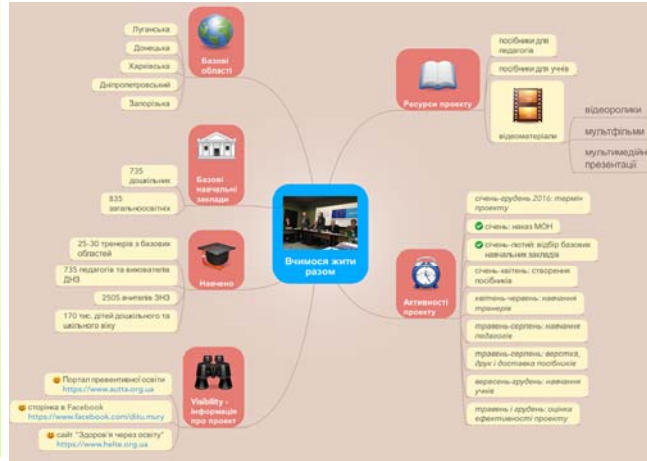 Вчимося жити
разом
Базові
області
Луганська
Донецька
Харківська
Дніпропетровський
Запорізька
Базові
навчальні
заклади
735
дошкільник
835
загальноосвітніх
Навчено
25-30 тренерів з базових
областей
735 педагогів та вихователів
ДНЗ
2505 вчителів ЗНЗ
170 тис. дітей дошкільного та
шкільного віку
Visibility -
інформація
про проект
Портал превентивної освіти
https://www.autta.org.ua
сторінка в Facebook
https://www.facebook.com/ditu.mury
сайт "Здоров'я через освіту"
https://www.helte.org.ua
Ресурси проекту
посібники для
педагогів
посібники для учнів
відеоматеріали
відеоролики
мультфільми
мультимедійн
презентації
Активності
проекту
січень-грудень 2016: термін
проекту
січень: наказ МОН
січень-лютий: відбір базових
навчальних закладів
січень-квітень: створення
посібників
квітень-червень: навчання
тренерів
травень-серпень: навчання
педагогів
травень-серпень: верстка,
друк і доставка посібників
вересень-грудень: навчання
учнів
травень і грудень: оцінка
ефективності проекту